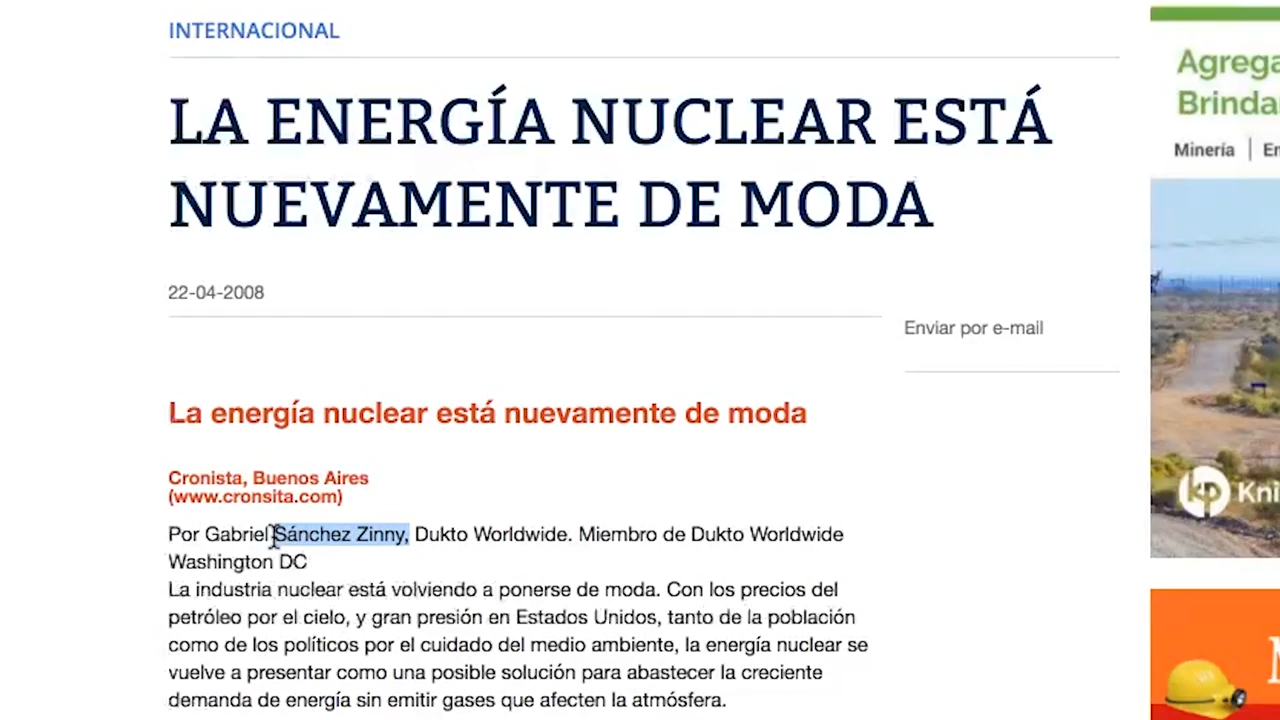 INTERNACIONAL
LA ENERGÍA NUCLEAR ESTÁ
NUEVAMENTE DE MODA
22-04-2008
Enviar por e-mail
La energía nuclear está nuevamente de moda
Cronista, Buenos Aires
(www.cronsita.com)
Por Gabriel Sánchez Zinny, Dukto Worldwide. Miembro de Dukto Worldwide
Washington DC
La industria nuclear está volviendo a ponerse de moda. Con los precios del
petróleo por el cielo, y gran presión en Estados Unidos, tanto de la población
como de los políticos por el cuidado del medio ambiente, la energía nuclear se
vuelve a presentar como una posible solución para abastecer la creciente
demanda de energía sin emitir gases que afecten la atmósfera.
Agrega
Brinda
Minería | En
kp Kni